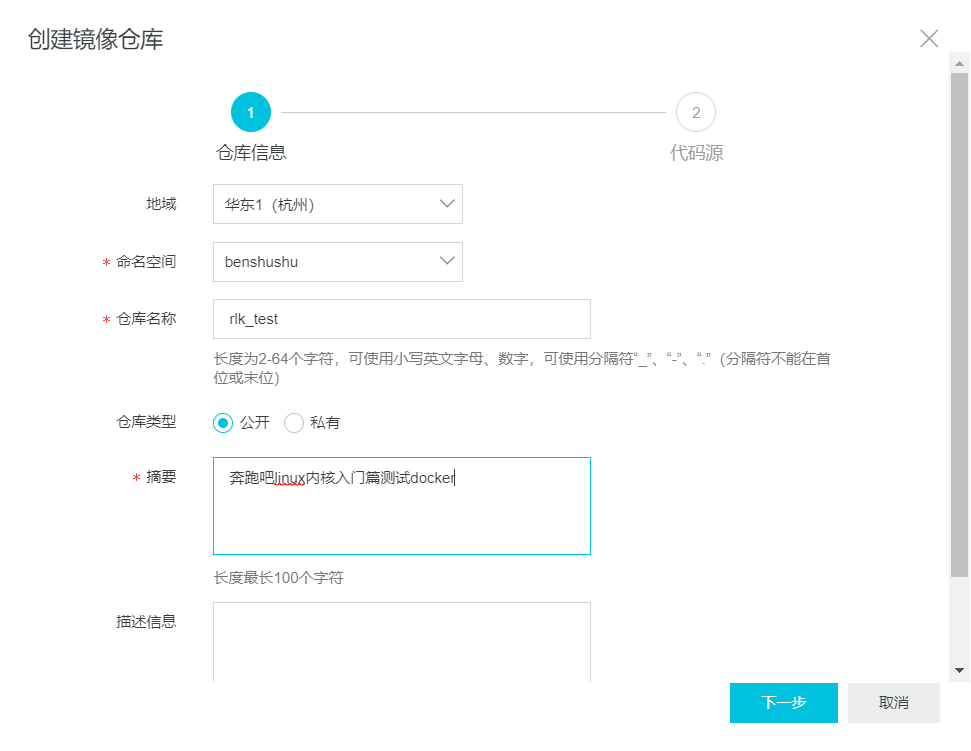 创建镜像仓库
1
2
仓库信息
代码源
地域
华东1（杭州）
* 命名空间
benshushu
* 仓库名称
rlk_test
长度为2-64个字符，可使用小写英文字母、数字，可使用分隔符“_”、“-”、“.”（分隔符不能在首
位或末位）
仓库类型
公开
私有
* 摘要
奔跑吧linux内核入门篇测试docker
长度最长100个字符
描述信息
下一步
取消